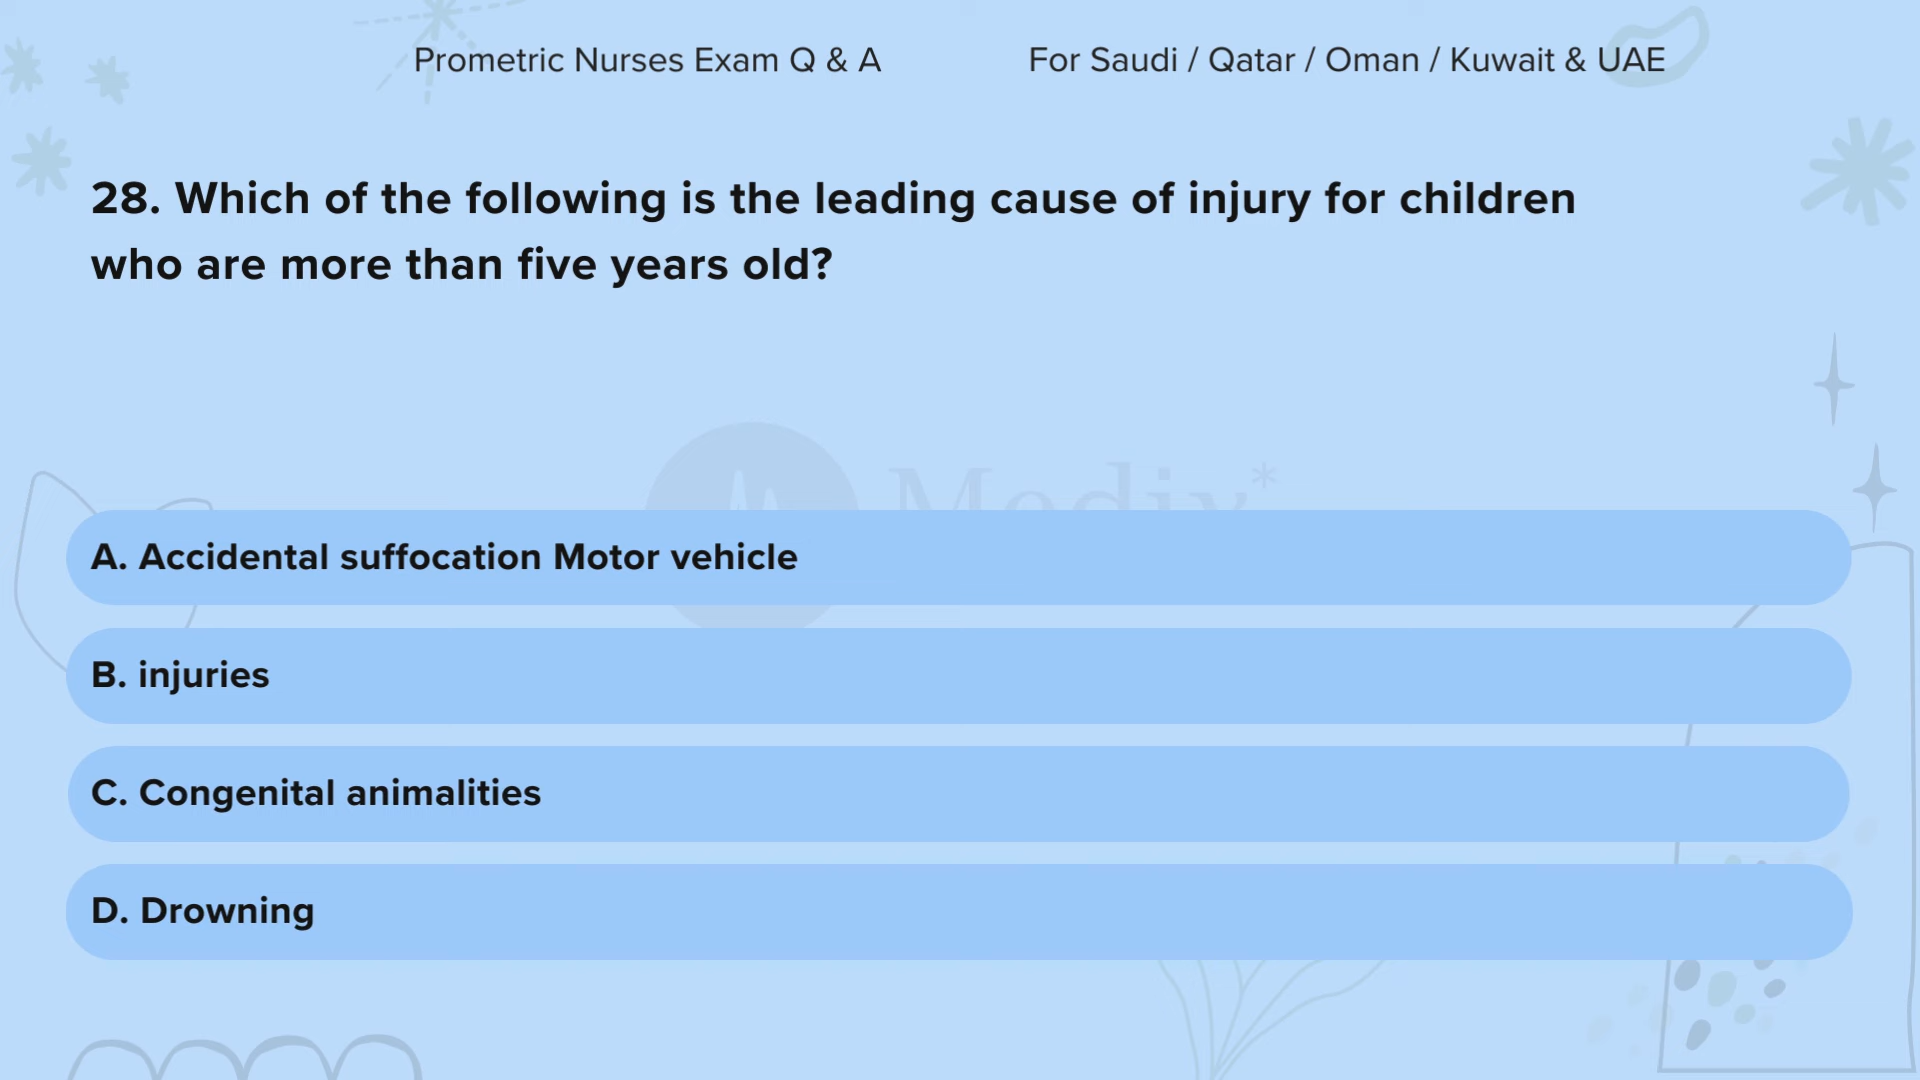 Prometric Nurses Exam Q & A
For Saudi / Qatar / Oman / Kuwait & UAE
28. Which of the following is the leading cause of injury for children
who are more than five years old?
A. Accidental suffocation Motor vehicle
B. injuries
C. Congenital animalities
D. Drowning